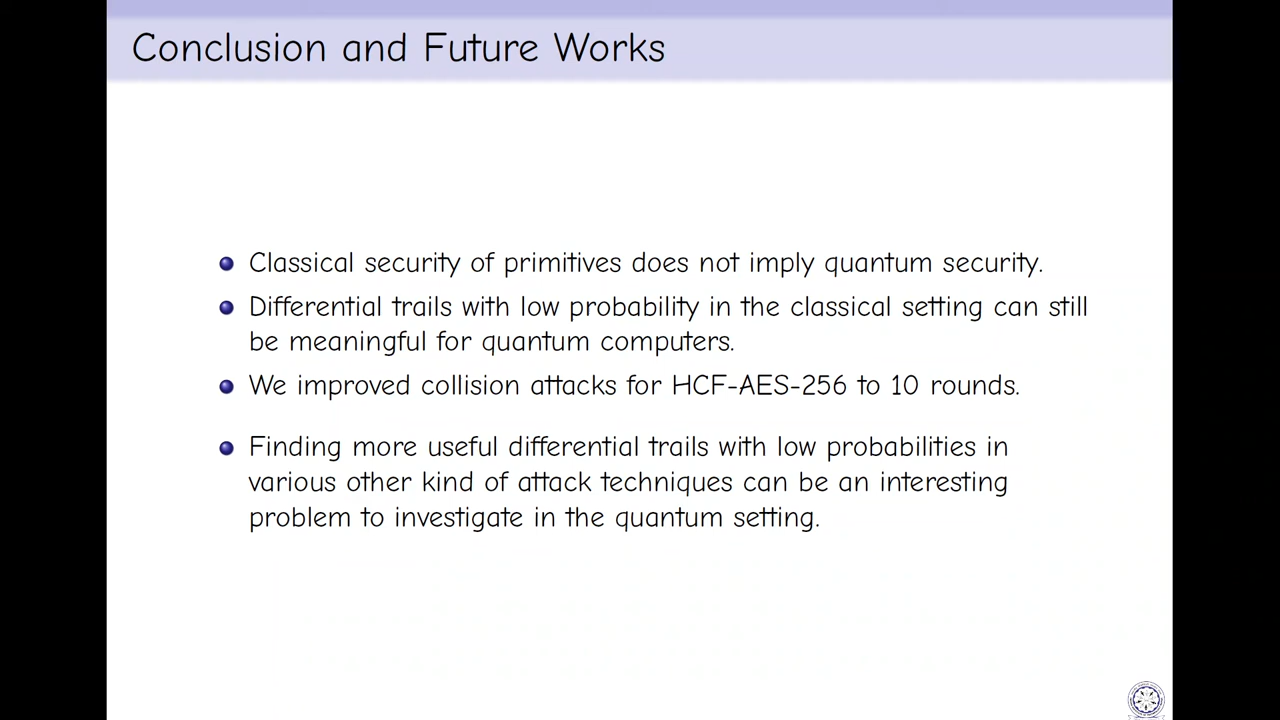 Conclusion and Future Works
Classical security of primitives does not imply quantum security.
Differential trails with low probability in the classical setting can still
be meaningful for quantum computers.
We improved collision attacks for HCF-AES-256 to 10 rounds.
Finding more useful differential trails with low probabilities in
various other kind of attack techniques can be an interesting
problem to investigate in the quantum setting.